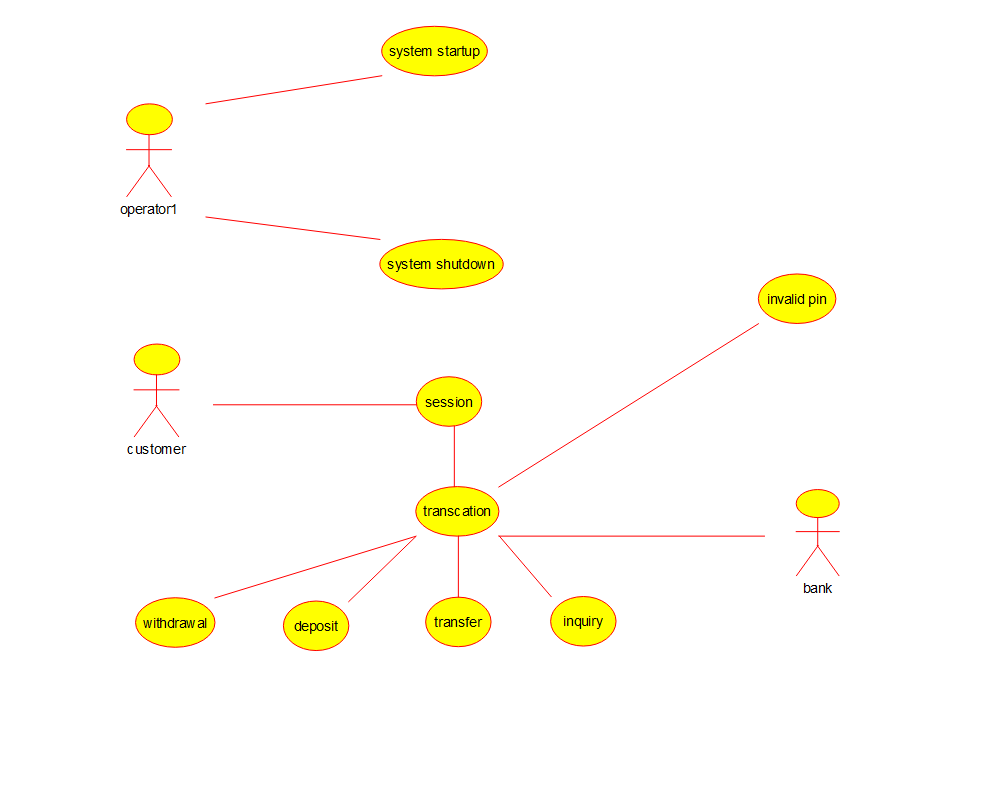 system startup
operator1
system shutdown
invalid pin
session
customer
transcation
bank
withdrawal
deposit
transfer
inquiry